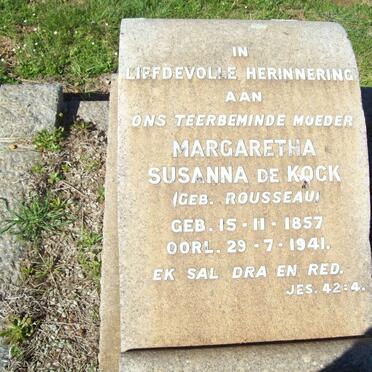 IN
LIEFDEVOLLE HERINNERING
AAN
ONS TEERBEMINDE MOEDER
MARGARETHA
SUSANNA DE KOCK
(GEB. ROUSSEAU)
GEB. 15-11-1857
OORL. 29-7-1941.
EK SAL DRA EN RED.
JES. 42:4.